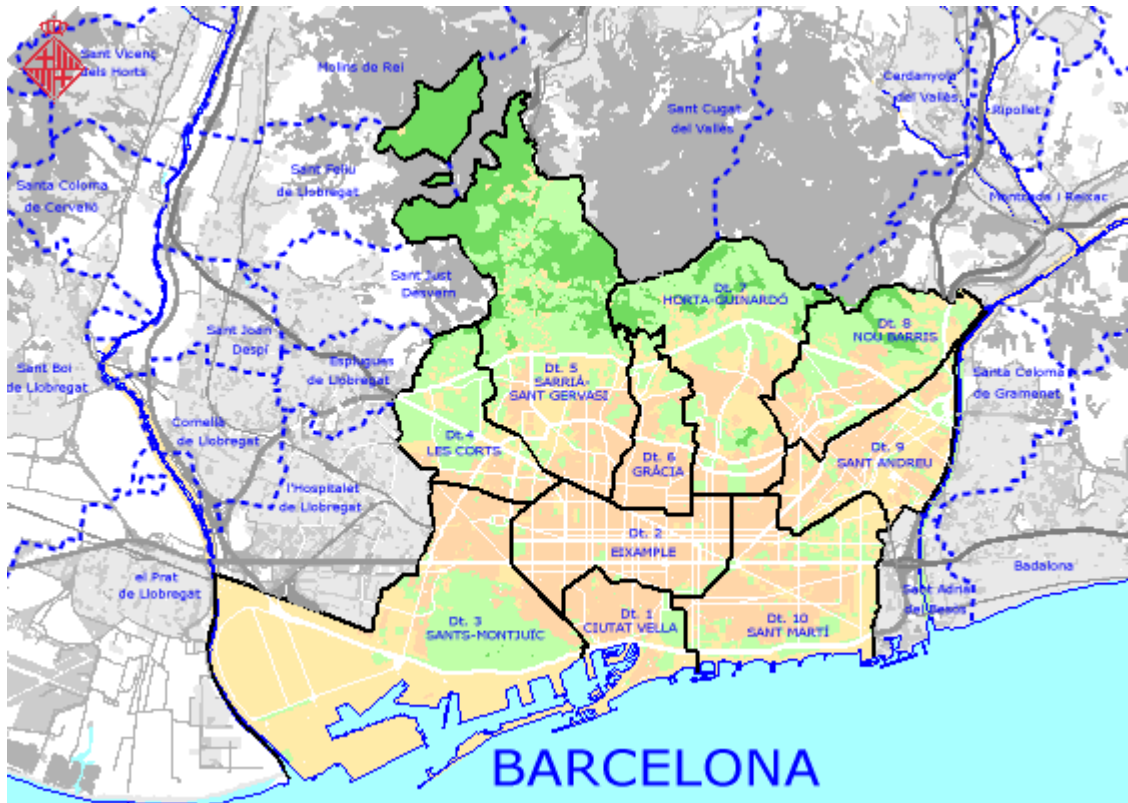 Sant Vicenç
dels Horts
Molins de Rei
Cerdanyola
del Vallès
Ripollet
Sant Cugat
del Vallès
Sant Feliu
de Llobregat
Santa Coloma
de Cervelló
Montcada i Reixac
Sant Just
Desvern
Dt. 7
HORTA-GUINARDÓ
Sant Joan
Despí
Dt. 8
NOU BARRIS
Esplugues
de Llobregat
Sant Boi
de Llobregat
Dt. 5
SARRIÀ-
SANT GERVASI
Santa Coloma
de Gramenet
Cornellà
de Llobregat
Dt.4
LES CORTS
Dt. 6
GRÀCIA
Dt. 9
SANT ANDREU
l'Hospitalet
de Llobregat
Dt. 2
EIXAMPLE
el Prat
de Llobregat
Badalona
Sant Adrià
del Besòs
Dt. 3
SANTS-MONTJUÏC
Dt. 1
CIUTAT VELLA
Dt. 10
SANT MARTÍ
BARCELONA